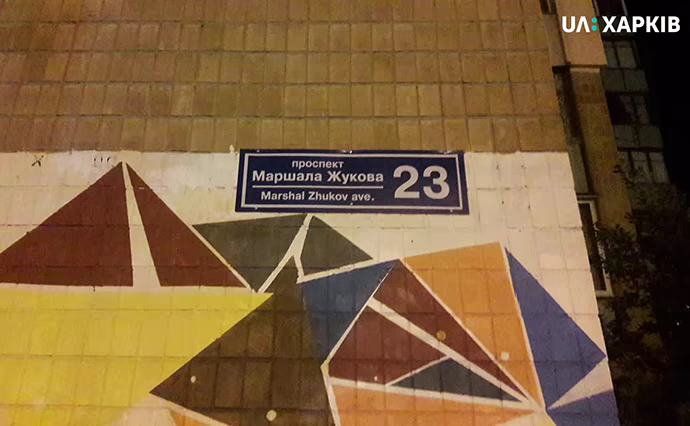 UA: ХАРКІВ
проспект
Маршала Жукова
Marshal Zhukov ave.
23